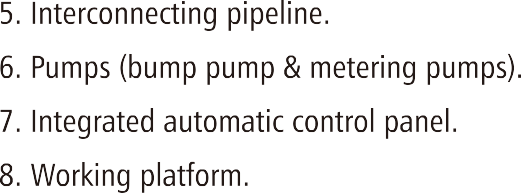 5. Interconnecting pipeline.
6. Pumps (bump pump & metering pumps).
7. Integrated automatic control panel.
8. Working platform.